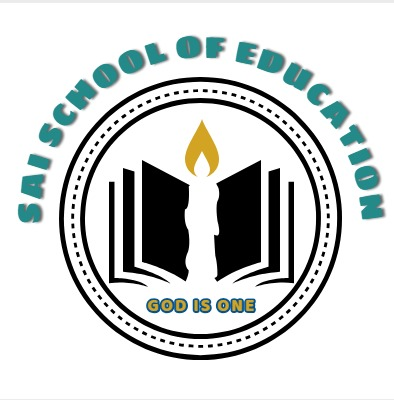 SAI SCHOOL OF EDUCATION
GOD IS ONE